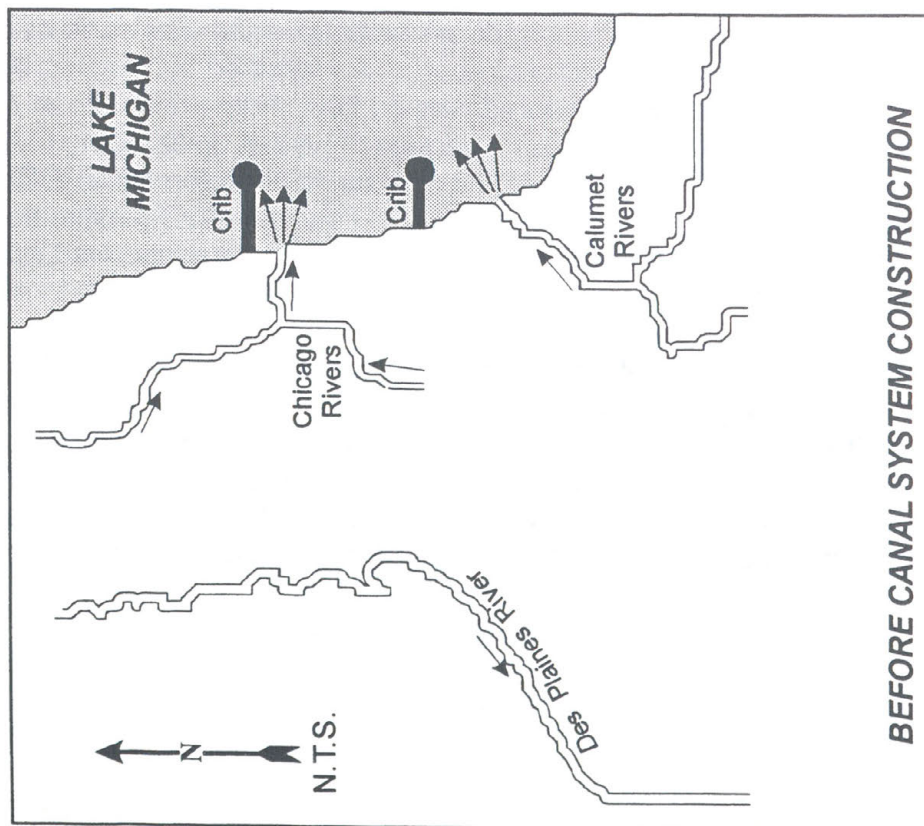 LAKE
MICHIGAN
Crib
Crib
Chicago
Rivers
Calumet
Rivers
Des Plaines River
N
N.T.S.
BEFORE CANAL SYSTEM CONSTRUCTION